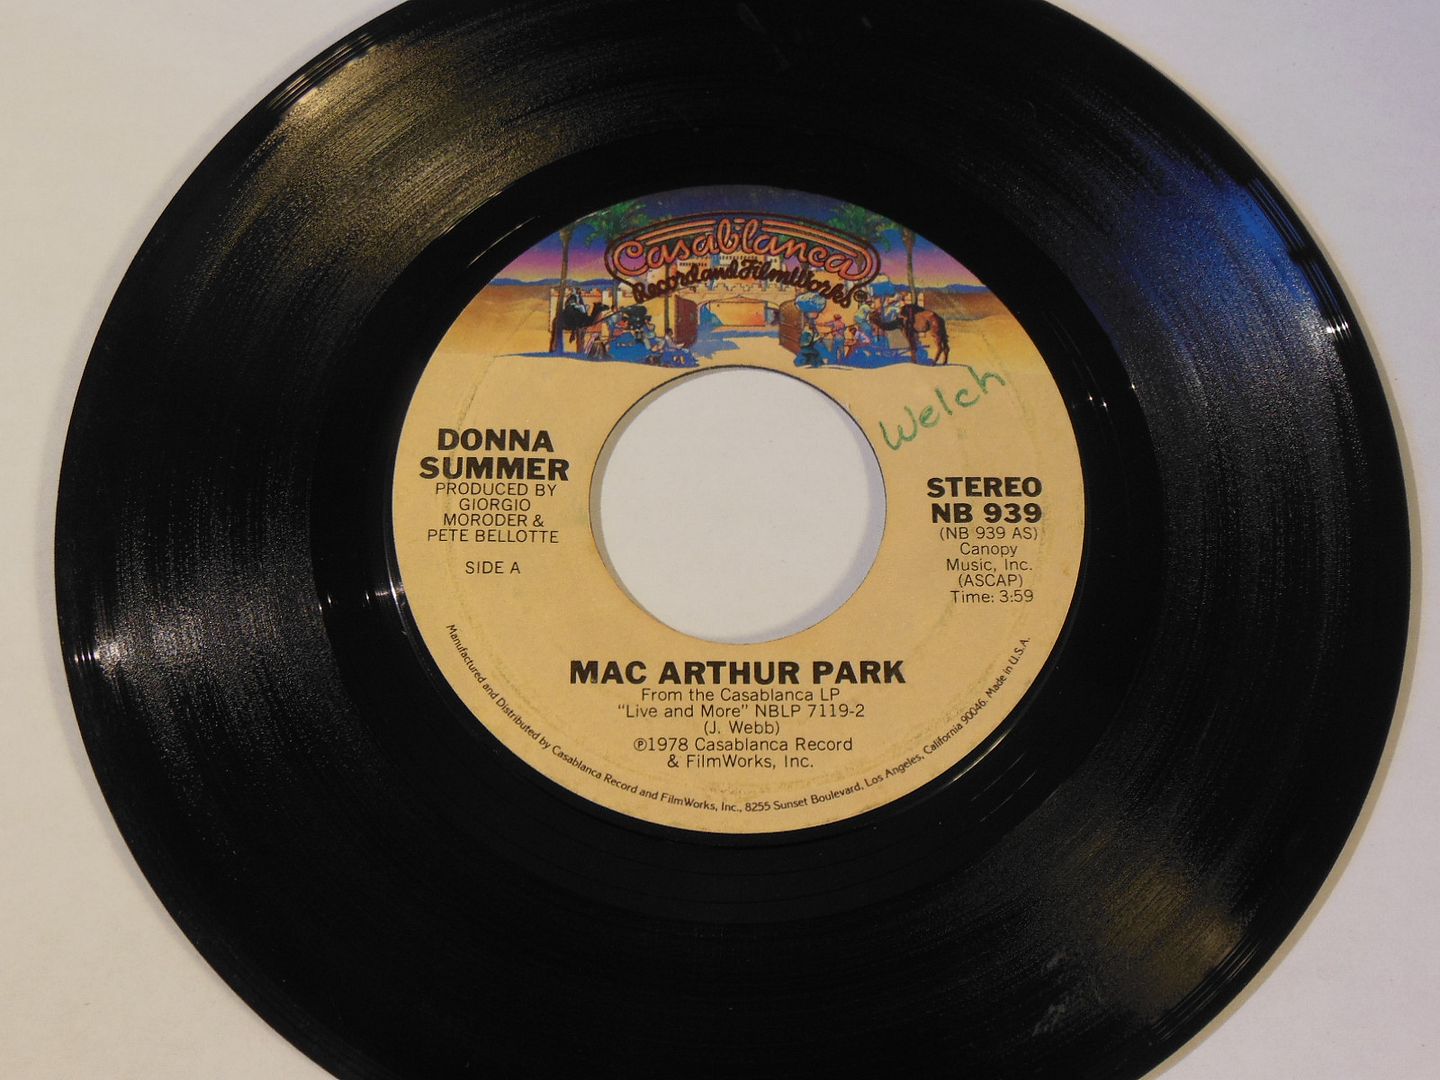 Casablanca
Record and FilmWorks®
Welch
DONNA
SUMMER
PRODUCED BY
GIORGIO
MORODER &
PETE BELLOTTE
SIDE A
STEREO
NB 939
(NB 939 AS)
Canopy
Music, Inc.
(ASCAP)
Time: 3:59
MAC ARTHUR PARK
From the Casablanca LP
"Live and More" NBLP 7119-2
(J. Webb)
℗1978 Casablanca Record
& FilmWorks, Inc.
Manufactured and Distributed by Casablanca Record and FilmWorks, Inc., 8255 Sunset Boulevard, Los Angeles, California 90046. Made in U.S.A.